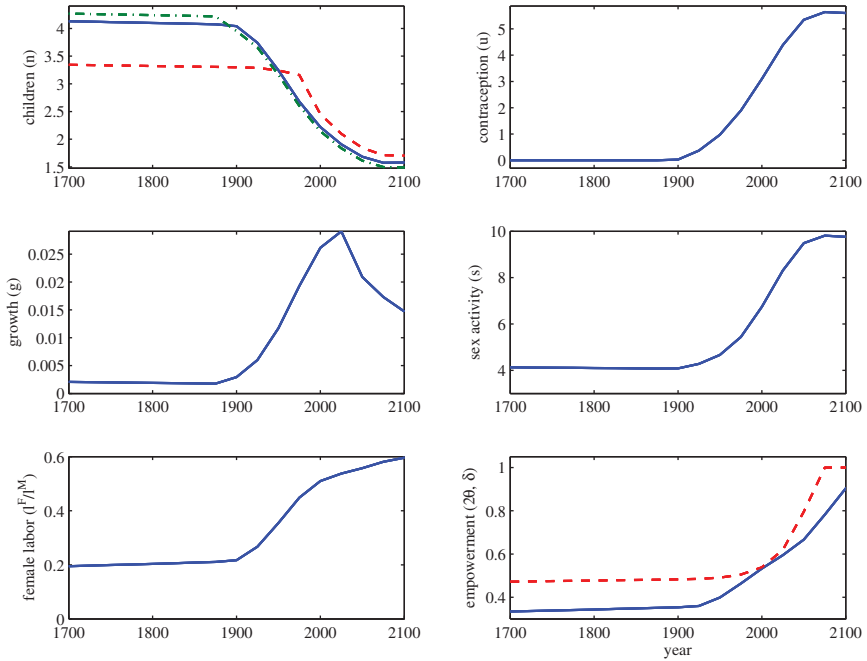 children (n)
4
3.5
3
2.5
2
1.5
1700 1800 1900 2000 2100
contraception (u)
5
4
3
2
1
0
1700 1800 1900 2000 2100
growth (g)
0.025
0.02
0.015
0.01
0.005
0
1700 1800 1900 2000 2100
sex activity (s)
10
8
6
4
1700 1800 1900 2000 2100
female labor (l^F/l^M)
0.6
0.4
0.2
0
1700 1800 1900 2000 2100
empowerment (2θ, δ)
1
0.8
0.6
0.4
1700 1800 1900 2000 2100
year